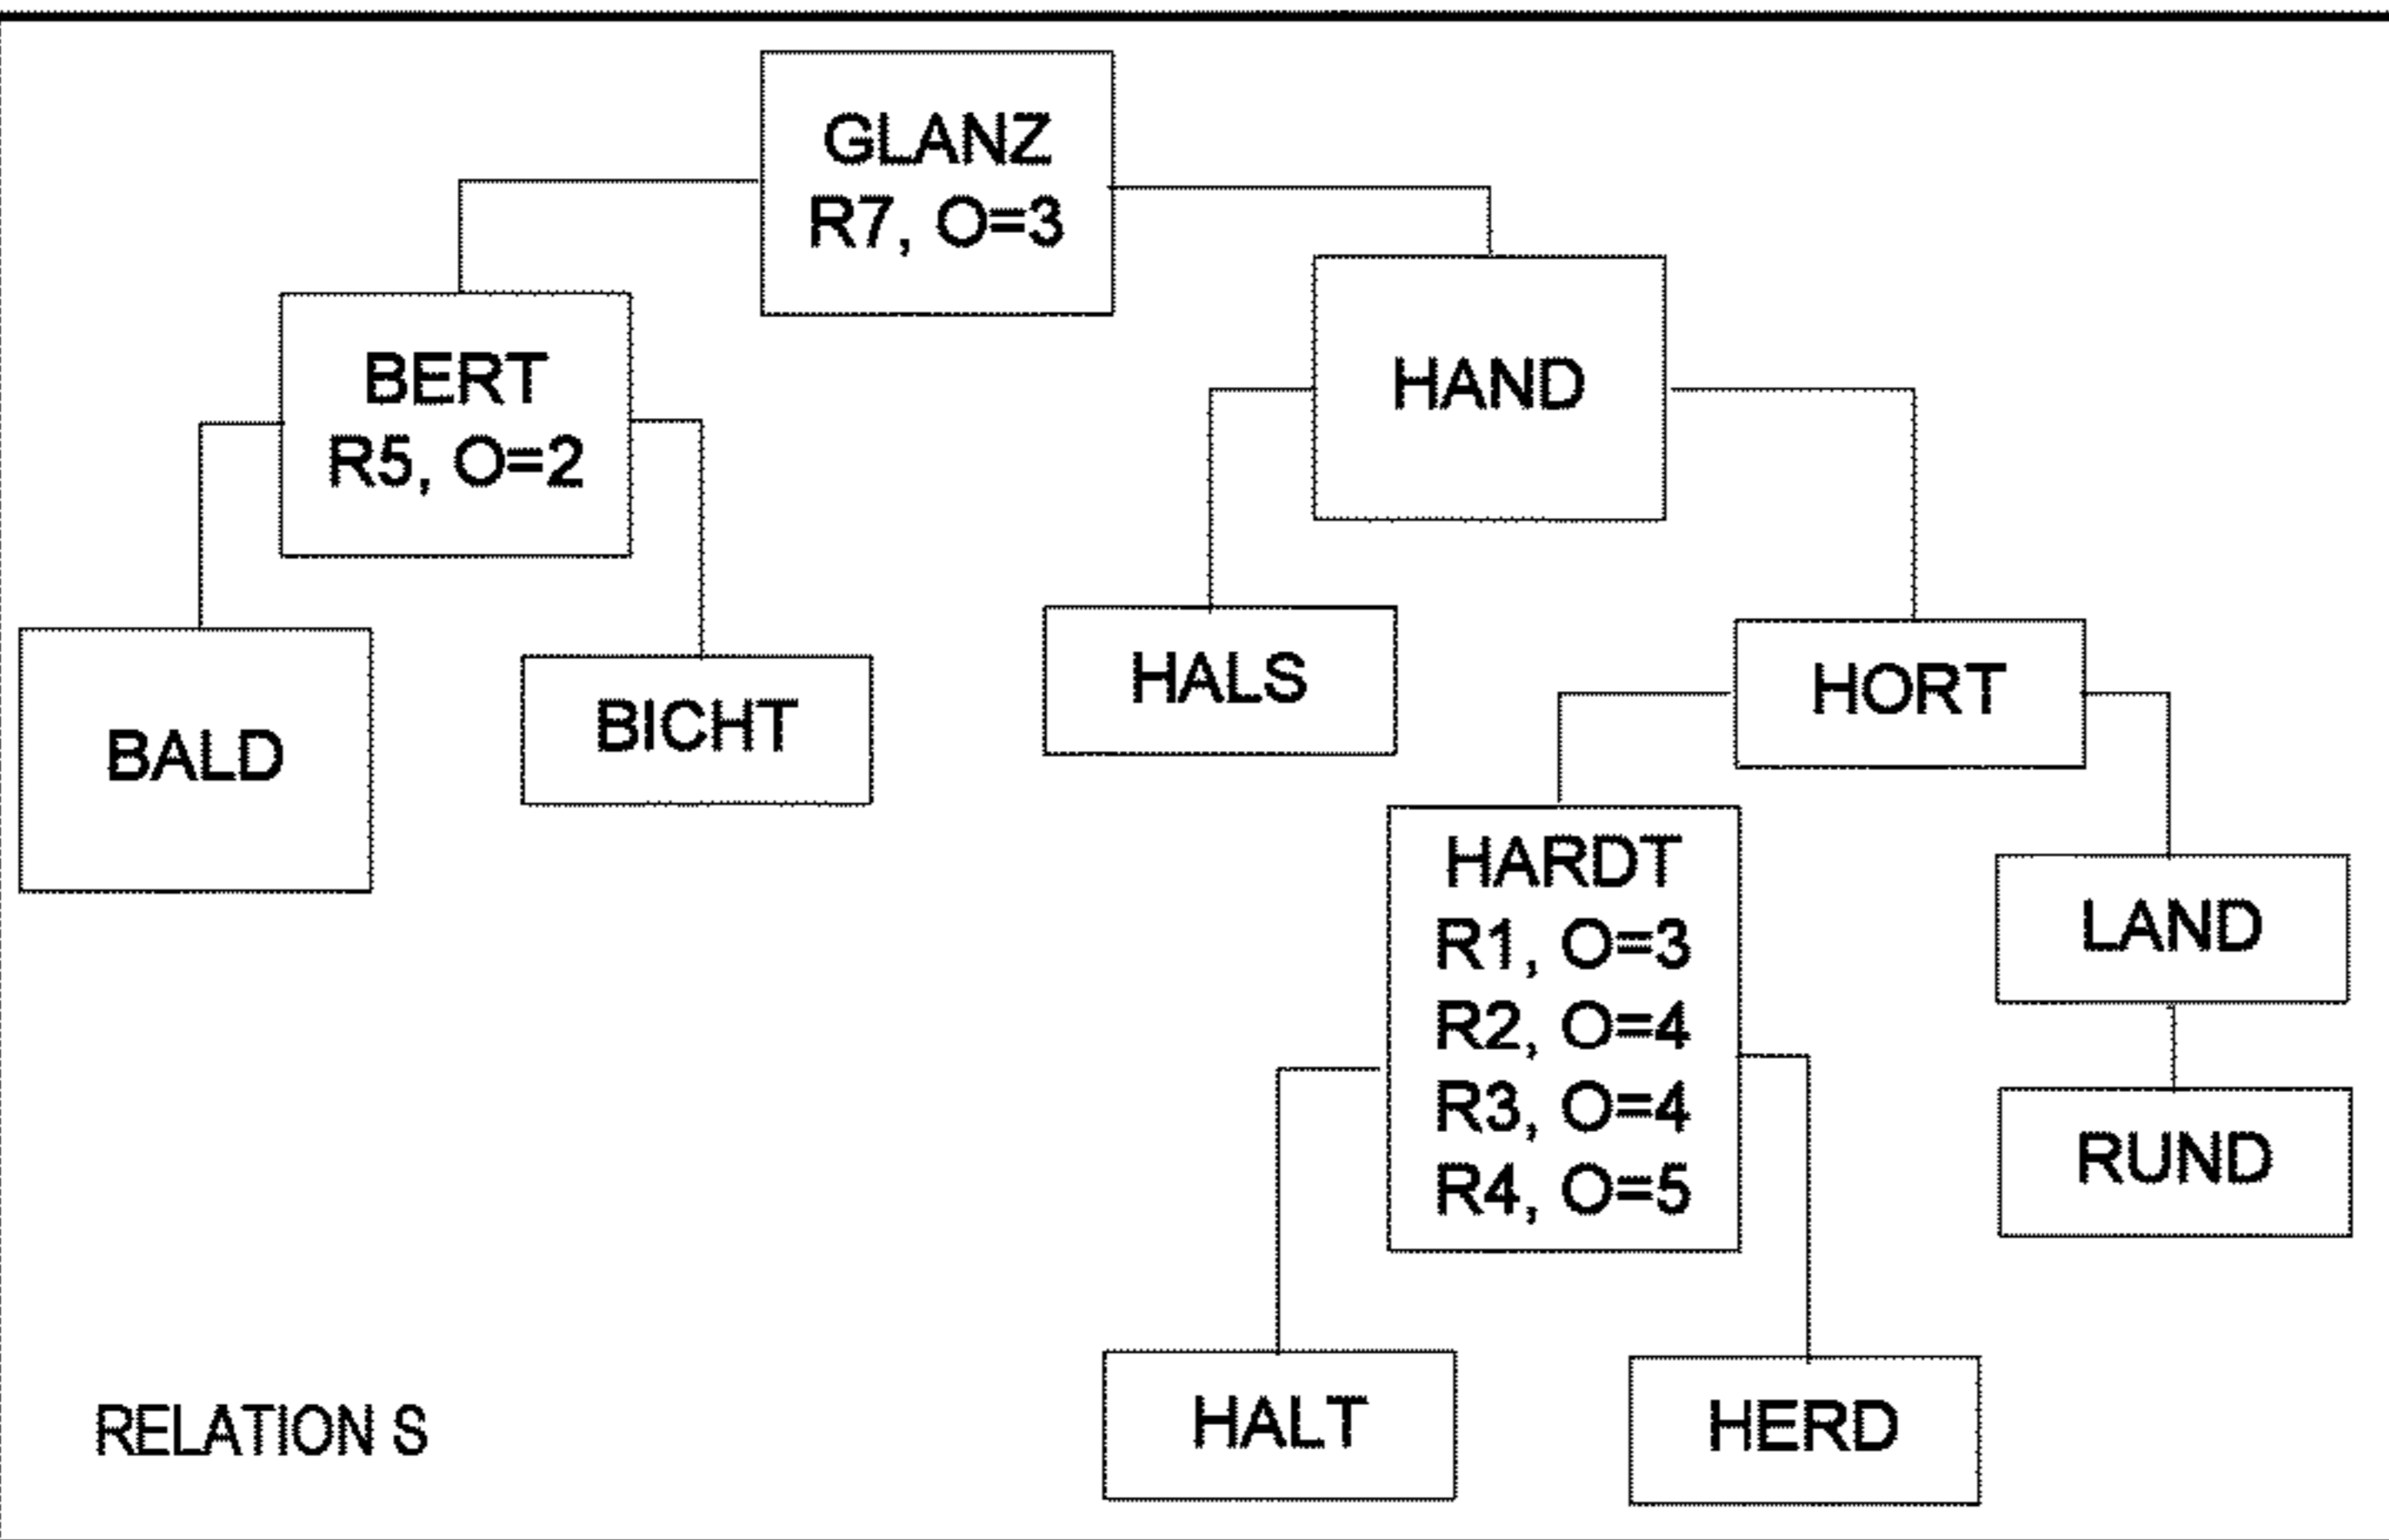 GLANZ
R7, O=3
BERT
R5, O=2
HAND
BALD
BICHT
HALS
HORT
HARDT
R1, O=3
R2, O=4
R3, O=4
R4, O=5
LAND
RUND
HALT
HERD
RELATION S